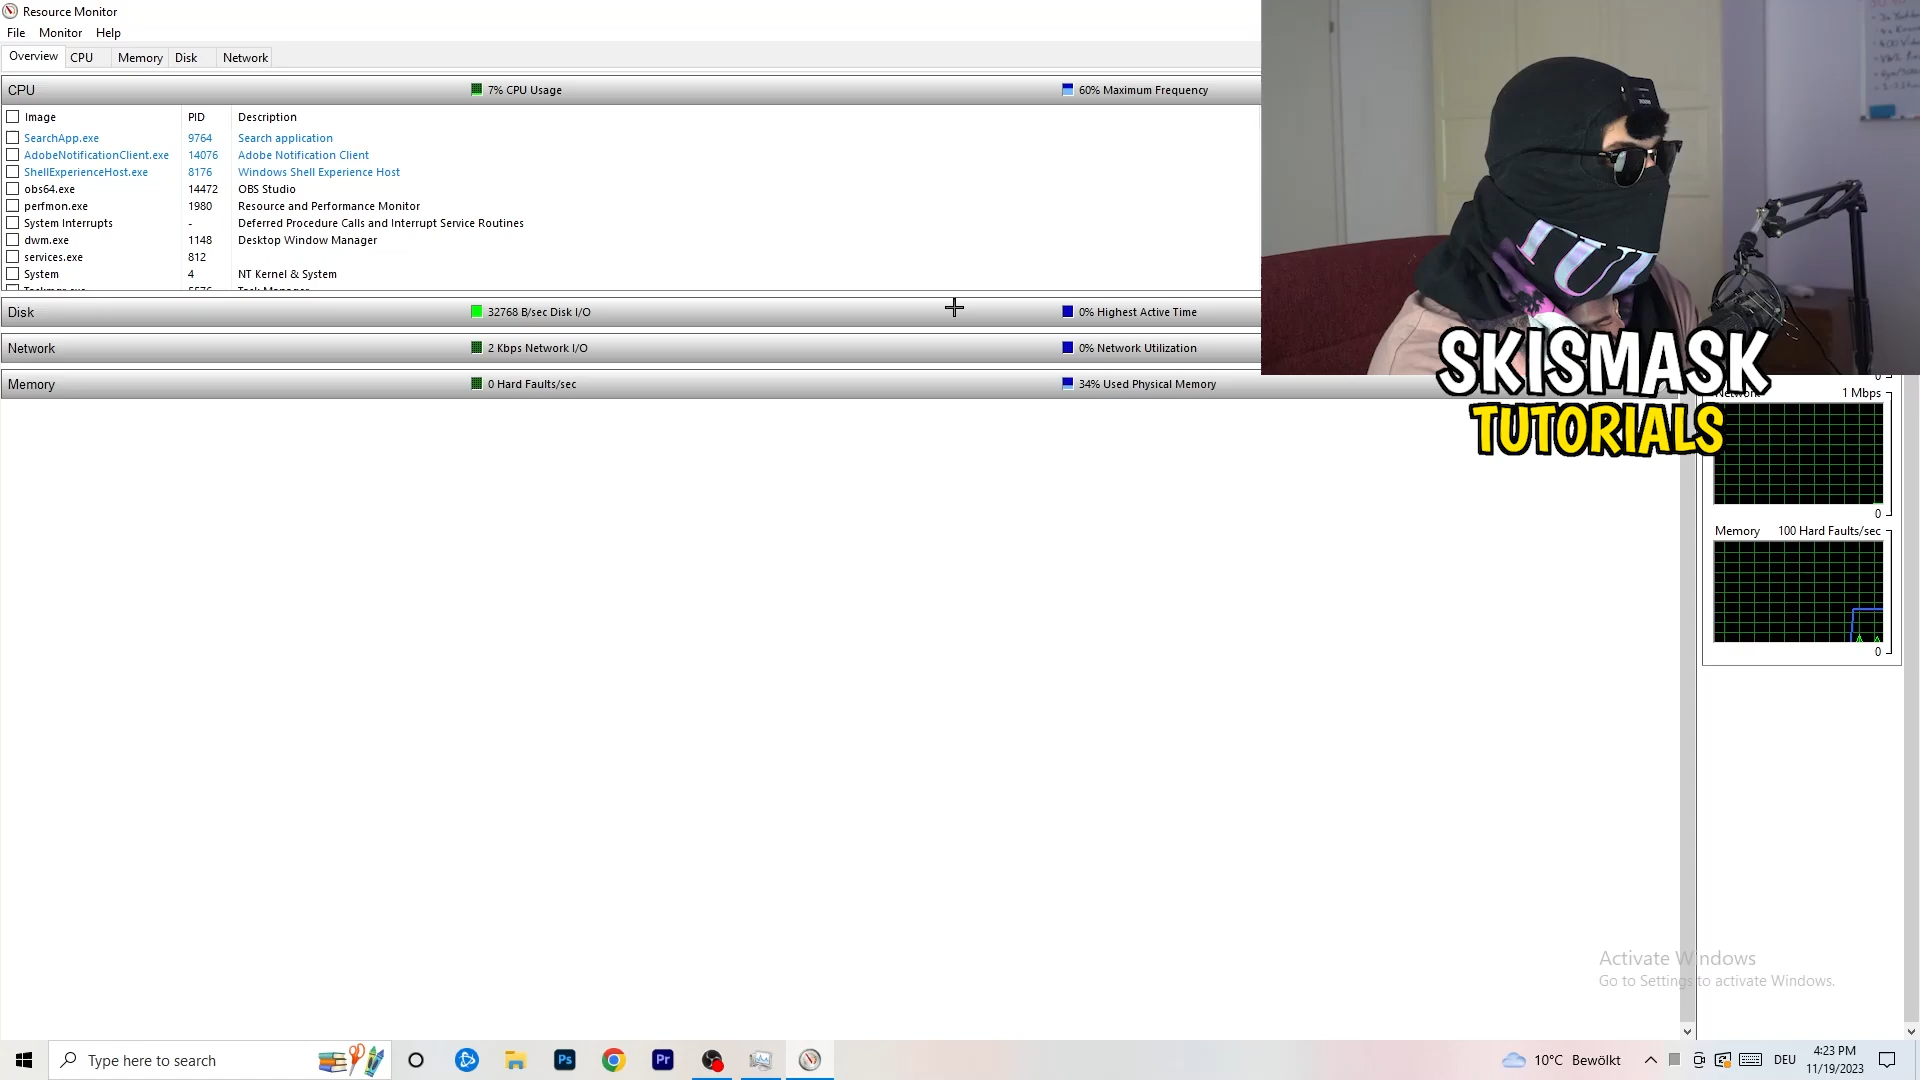 Resource Monitor
File Monitor Help
Overview CPU Memory Disk Network
CPU 7% CPU Usage 60% Maximum Frequency
Image PID Description
SearchApp.exe 9764 Search application
AdobeNotificationClient.exe 14076 Adobe Notification Client
ShellExperienceHost.exe 8176 Windows Shell Experience Host
obs64.exe 14472 OBS Studio
perfmon.exe 1980 Resource and Performance Monitor
System Interrupts - Deferred Procedure Calls and Interrupt Service Routines
dwm.exe 1148 Desktop Window Manager
services.exe 812
System 4 NT Kernel & System
Disk 32768 B/sec Disk I/O 0% Highest Active Time
Network 2 Kbps Network I/O 0% Network Utilization
Memory 0 Hard Faults/sec 34% Used Physical Memory
SKISMASK
TUTORIALS
Network 1 Mbps
0
Memory 100 Hard Faults/sec
0
Activate Windows
Go to Settings to activate Windows.
Type here to search
Ps
Pr
10°C Bewölkt
DEU
4:23 PM
11/19/2023